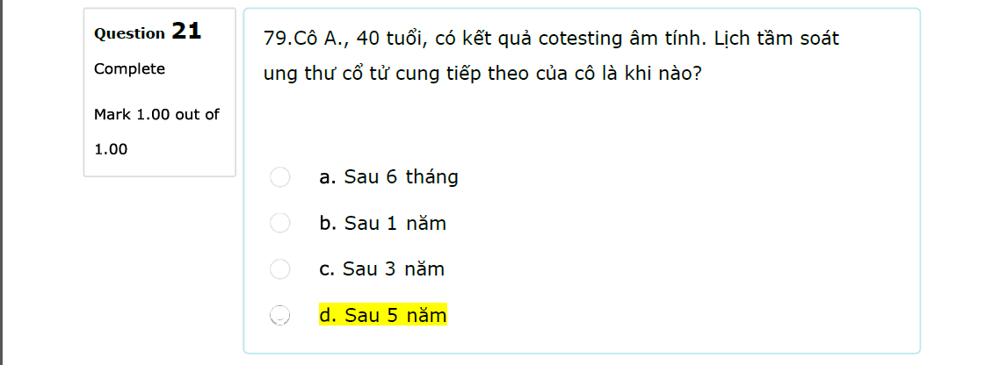 Question 21
Complete
Mark 1.00 out of
1.00
79.Cô A., 40 tuổi, có kết quả cotesting âm tính. Lịch tầm soát
ung thư cổ tử cung tiếp theo của cô là khi nào?
a. Sau 6 tháng
b. Sau 1 năm
c. Sau 3 năm
d. Sau 5 năm